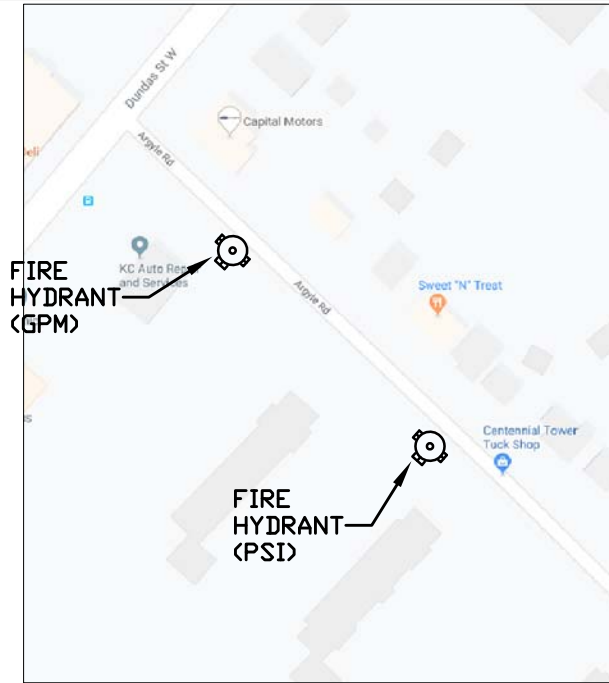 Dundas St W
Capital Motors
Argyle Rd
eli
KC Auto Repair
and Services
FIRE
HYDRANT
(GPM)
Argyle Rd
Sweet "N" Treat
Centennial Tower
Tuck Shop
FIRE
HYDRANT
(PSI)